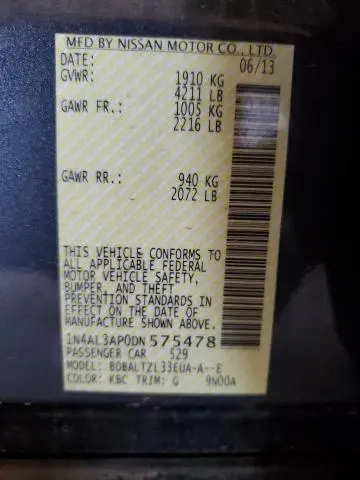 MFD BY NISSAN MOTOR CO., LTD.
DATE: 06/13
GVWR: 1910 KG
4211 LB
GAWR FR.: 1005 KG
2216 LB
GAWR RR.: 940 KG
2072 LB
THIS VEHICLE CONFORMS TO
ALL APPLICABLE FEDERAL
MOTOR VEHICLE SAFETY,
BUMPER, AND THEFT
PREVENTION STANDARDS IN
EFFECT ON THE DATE OF
MANUFACTURE SHOWN ABOVE.
1N4AL3AP0DN575478
PASSENGER CAR 529
MODEL: BDBALTZL33EUA-A--E
COLOR: KBC TRIM: G 9N00A